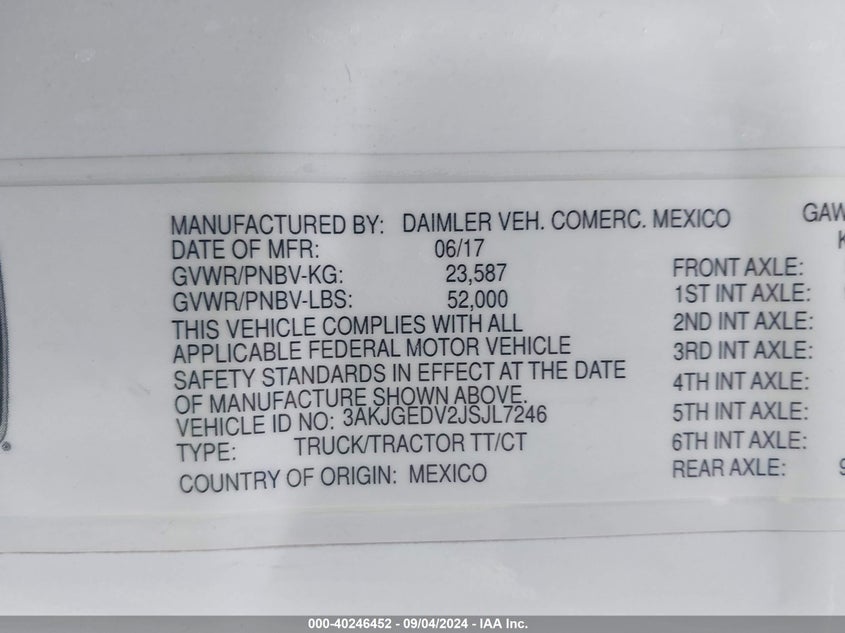 MANUFACTURED BY: DAIMLER VEH. COMERC. MEXICO
DATE OF MFR: 06/17
GVWR/PNBV-KG: 23,587
GVWR/PNBV-LBS: 52,000
THIS VEHICLE COMPLIES WITH ALL
APPLICABLE FEDERAL MOTOR VEHICLE
SAFETY STANDARDS IN EFFECT AT THE DATE
OF MANUFACTURE SHOWN ABOVE.
VEHICLE ID NO: 3AKJGEDV2JSJL7246
TYPE: TRUCK/TRACTOR TT/CT
COUNTRY OF ORIGIN: MEXICO
GAW
K
FRONT AXLE:
1ST INT AXLE:
2ND INT AXLE:
3RD INT AXLE:
4TH INT AXLE:
5TH INT AXLE:
6TH INT AXLE:
REAR AXLE: 9
®
000-40246452 - 09/04/2024 - IAA Inc.